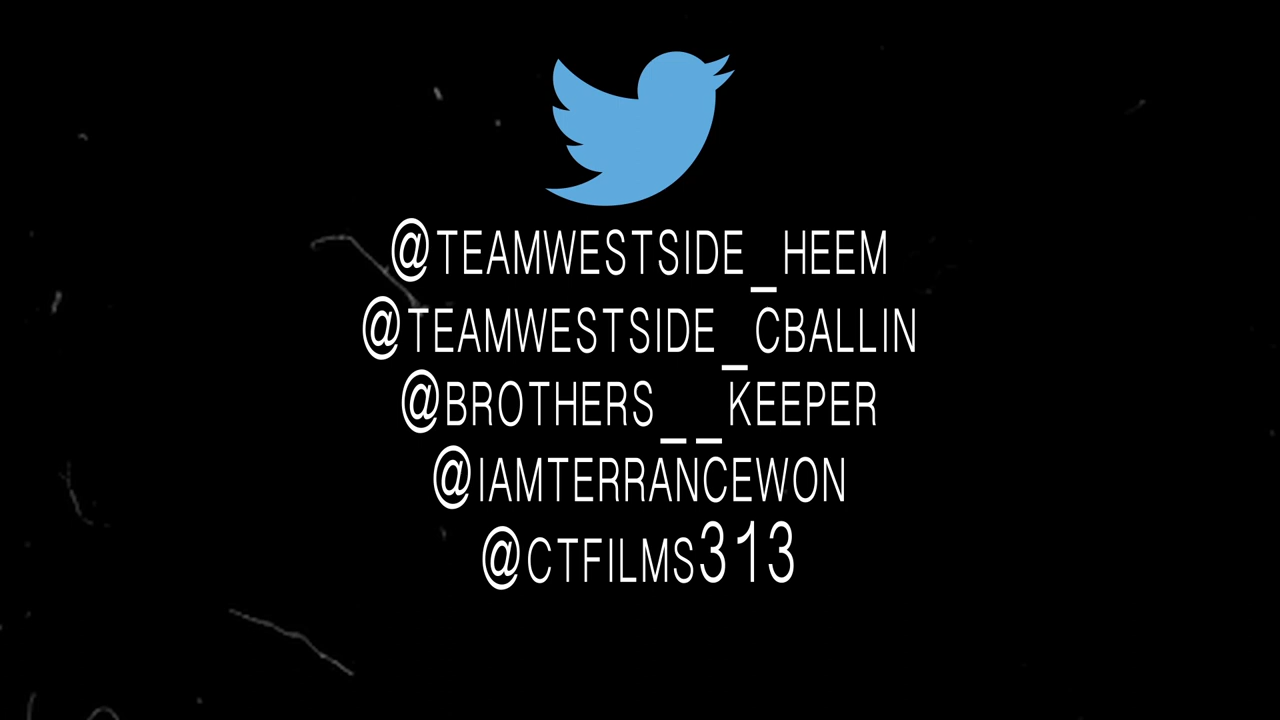 @TEAMWESTSIDE_HEEM
@TEAMWESTSIDE_CBALLIN
@BROTHERS__KEEPER
@IAMTERRANCEWON
@CTFILMS313